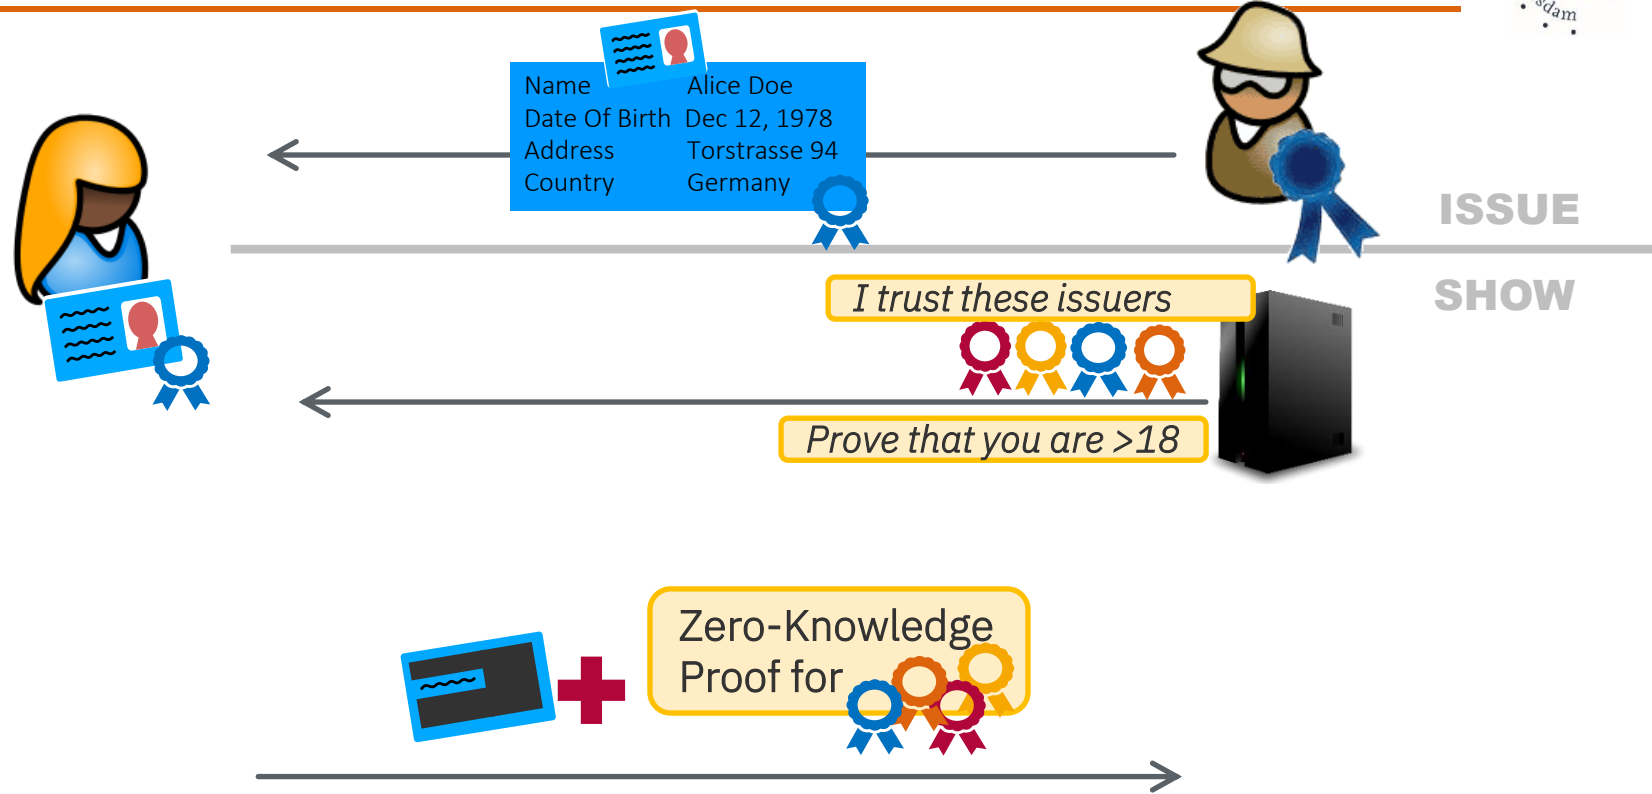 Name Alice Doe
Date Of Birth Dec 12, 1978
Address Torstrasse 94
Country Germany
ISSUE
SHOW
I trust these issuers
Prove that you are >18
Zero-Knowledge
Proof for